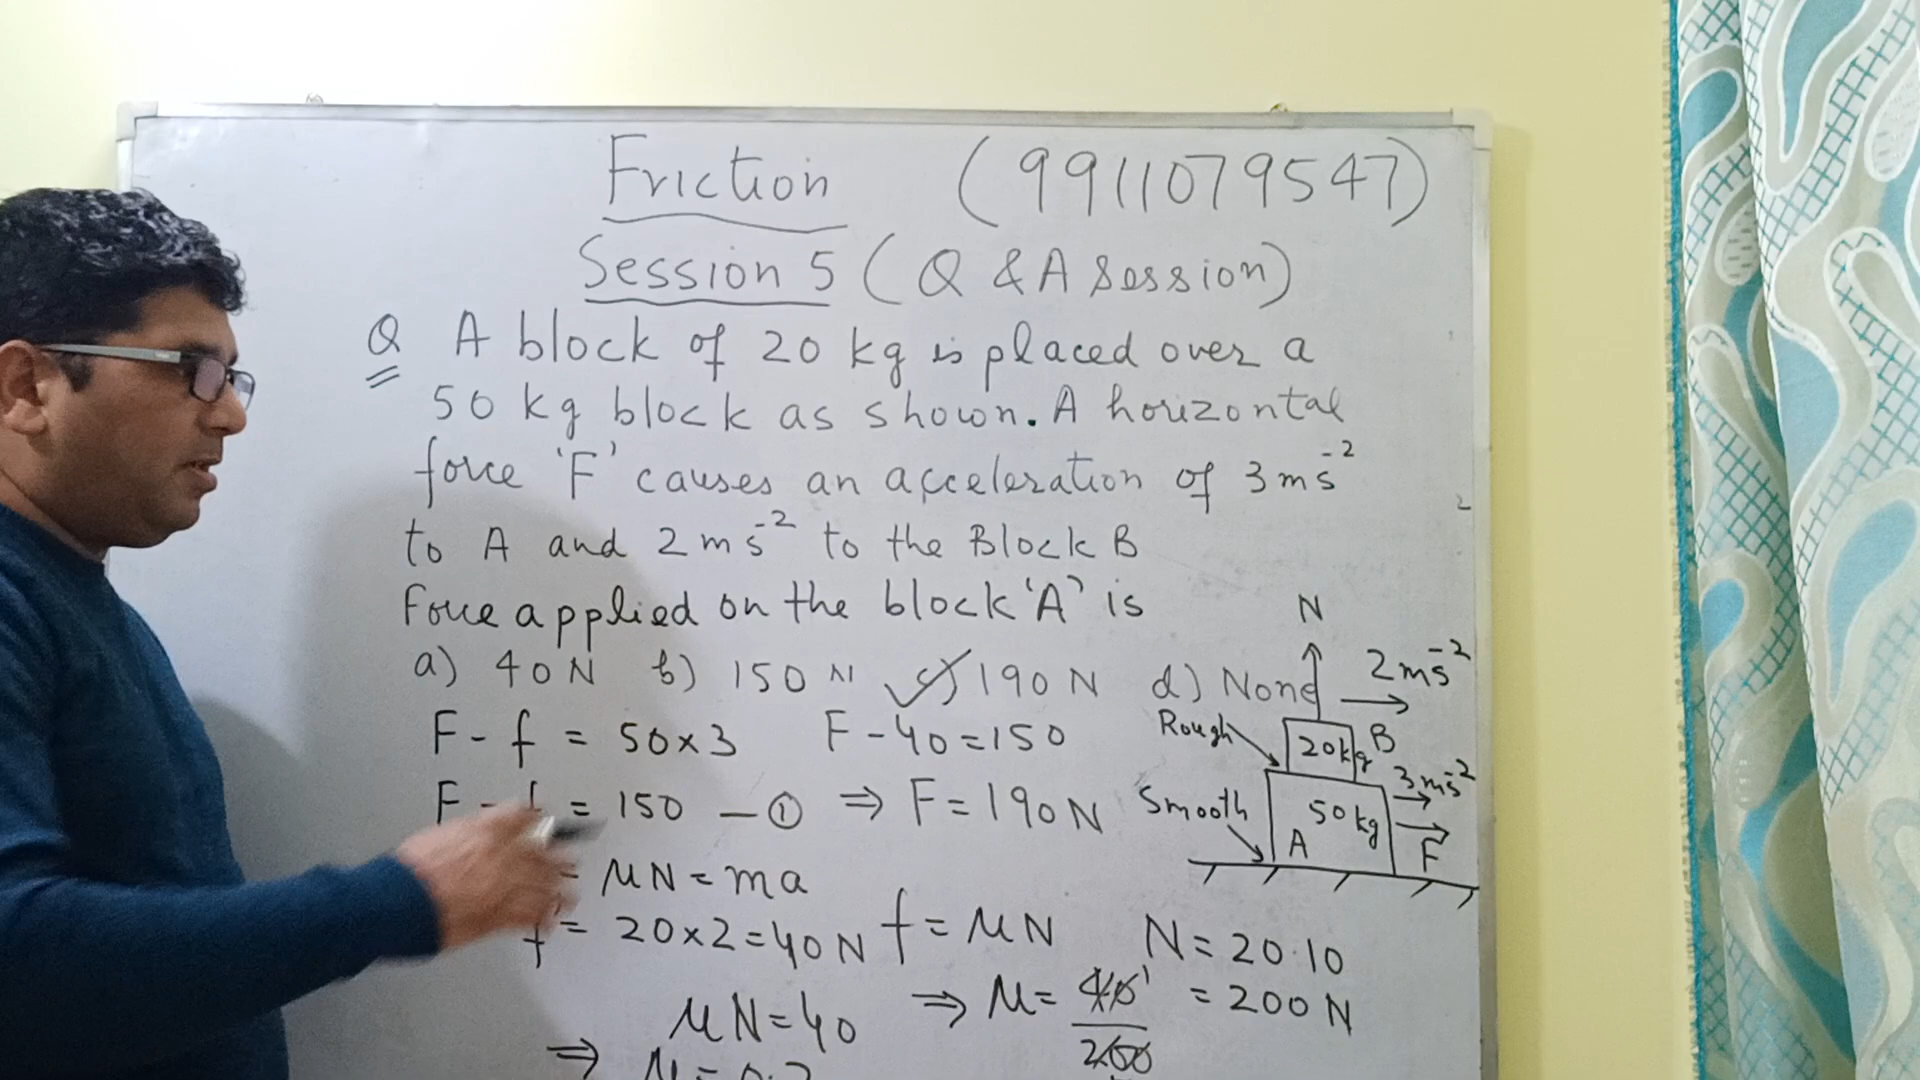 Friction (9911079547)
Session 5 (Q & A Session)
Q A block of 20 kg is placed over a
50 kg block as shown. A horizontal
force 'F' causes an acceleration of 3 ms⁻²
to A and 2 ms⁻² to the Block B
Force applied on the block 'A' is
a) 40 N b) 150 N c) 190 N d) None
F - f = 50×3 F - 40 = 150
F - f = 150 — ① ⇒ F = 190 N
= μN = ma
f = 20×2 = 40 N f = μN N = 20·10
μN = 40 ⇒ μ = 40/200 = 200 N
⇒ μ = 0.2
N
2 ms⁻²
Rough
20 kg B
3 ms⁻²
Smooth
50 kg
A
F